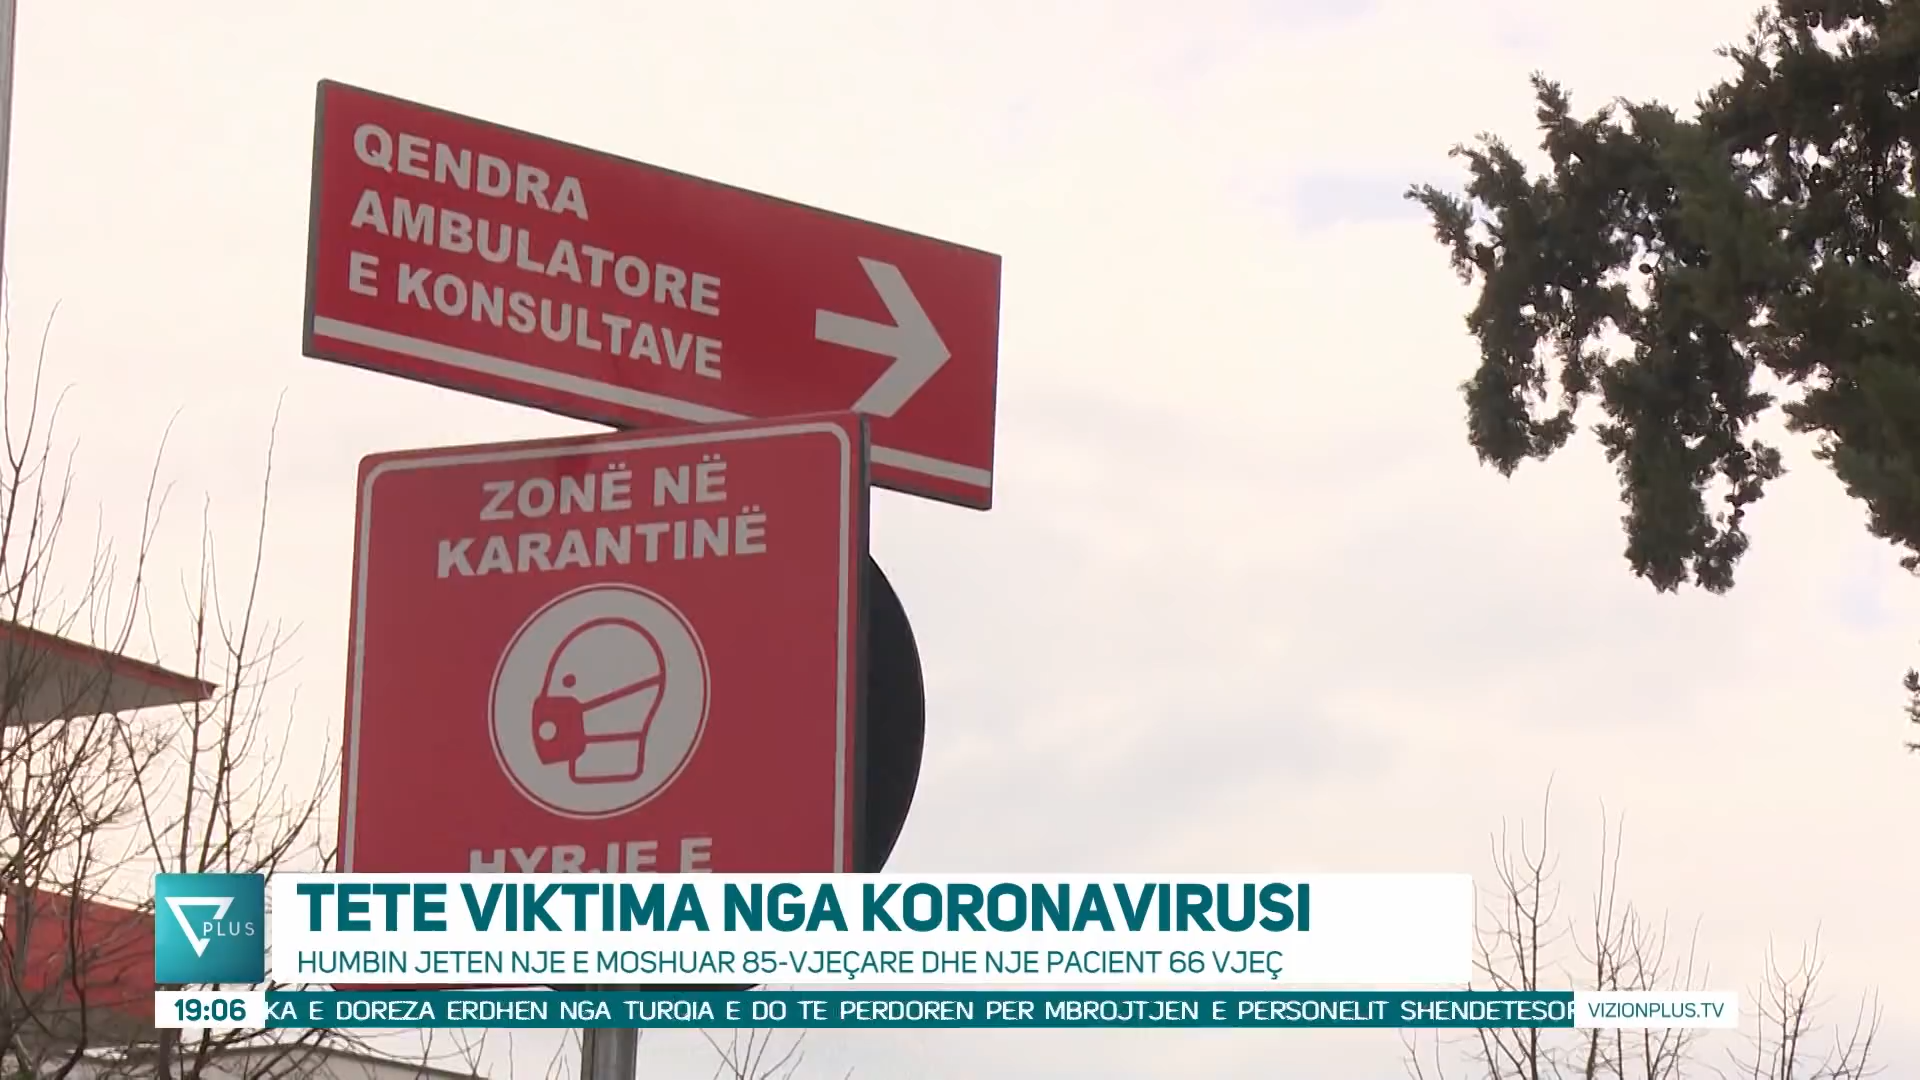 QENDRA
AMBULATORE
E KONSULTAVE
ZONË NË
KARANTINË
HYRJE E
PLUS
TETE VIKTIMA NGA KORONAVIRUSI
HUMBIN JETEN NJE E MOSHUAR 85-VJEÇARE DHE NJE PACIENT 66 VJEÇ
19:06 KA E DOREZA ERDHEN NGA TURQIA E DO TE PERDOREN PER MBROJTJEN E PERSONELIT SHENDETESOR VIZIONPLUS.TV